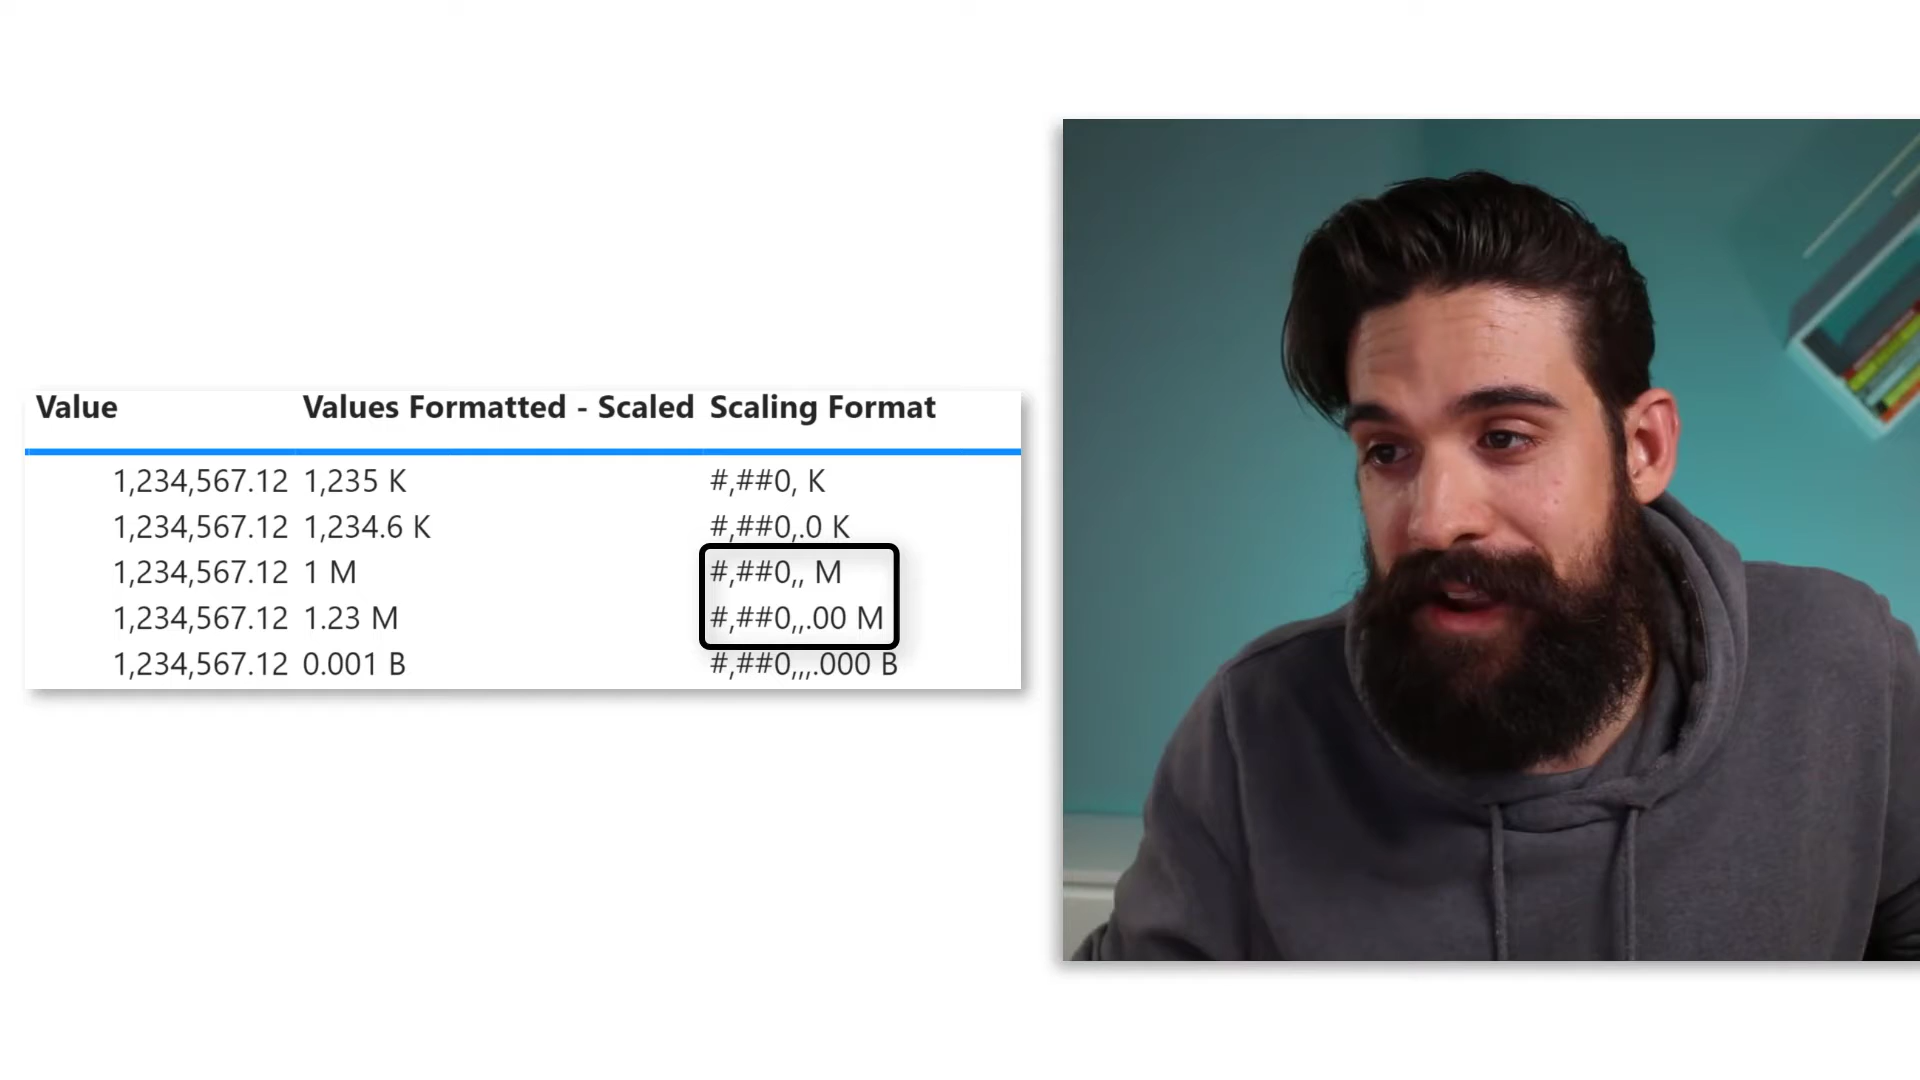 Value Values Formatted - Scaled Scaling Format
1,234,567.12 1,235 K #,##0, K
1,234,567.12 1,234.6 K #,##0,.0 K
1,234,567.12 1 M #,##0,, M
1,234,567.12 1.23 M #,##0,,.00 M
1,234,567.12 0.001 B #,##0,,,.000 B